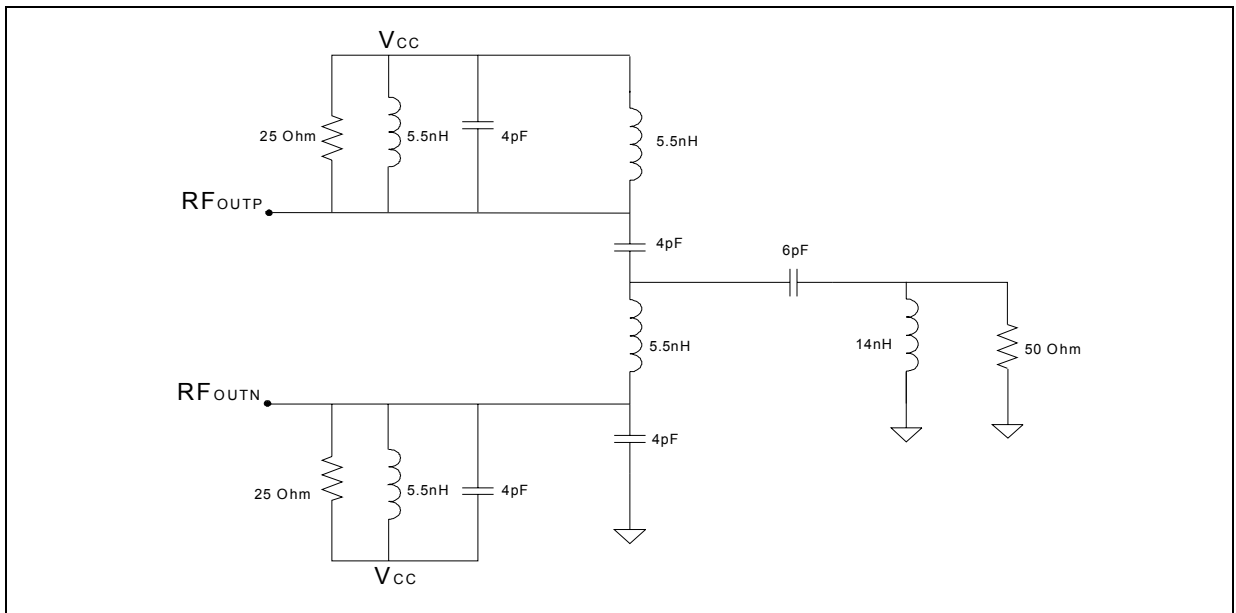 VCC
25 Ohm
5.5nH
4pF
5.5nH
RFOUTP
4pF
6pF
5.5nH
14nH
50 Ohm
RFOUTN
4pF
25 Ohm
5.5nH
4pF
VCC